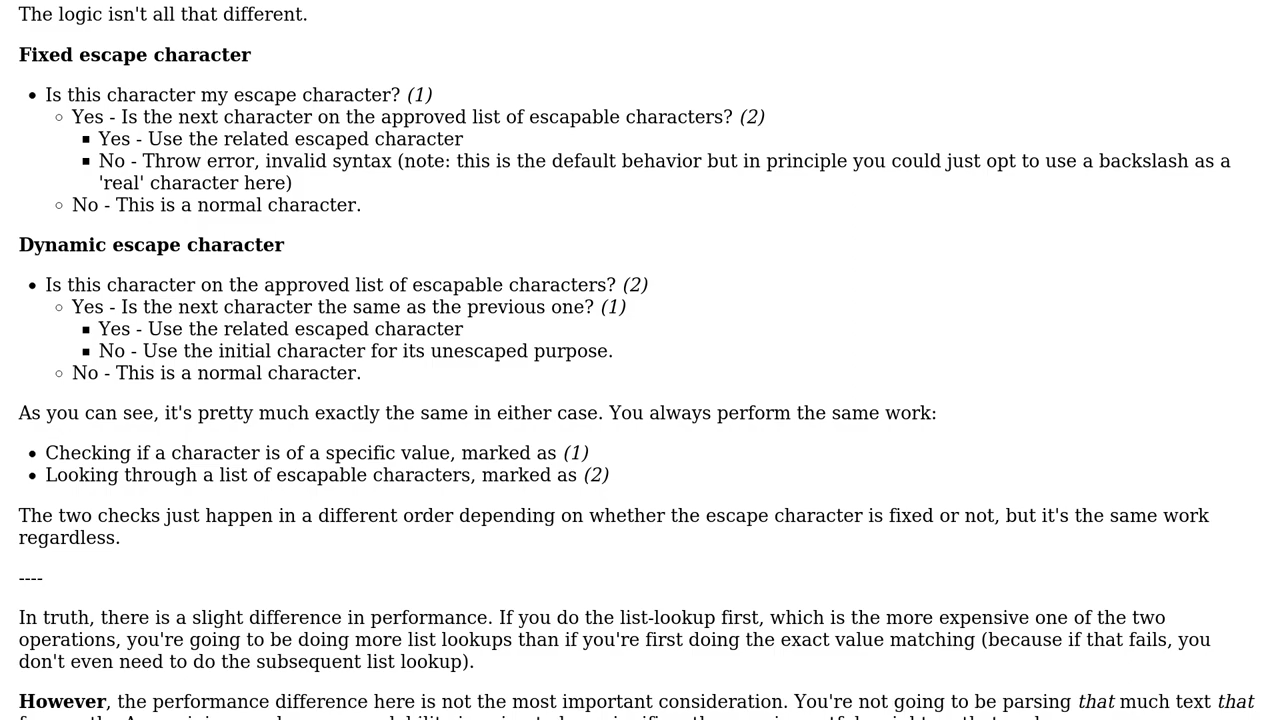 The logic isn't all that different.
Fixed escape character
• Is this character my escape character? (1)
◦ Yes - Is the next character on the approved list of escapable characters? (2)
▪ Yes - Use the related escaped character
▪ No - Throw error, invalid syntax (note: this is the default behavior but in principle you could just opt to use a backslash as a
'real' character here)
◦ No - This is a normal character.
Dynamic escape character
• Is this character on the approved list of escapable characters? (2)
◦ Yes - Is the next character the same as the previous one? (1)
▪ Yes - Use the related escaped character
▪ No - Use the initial character for its unescaped purpose.
◦ No - This is a normal character.
As you can see, it's pretty much exactly the same in either case. You always perform the same work:
• Checking if a character is of a specific value, marked as (1)
• Looking through a list of escapable characters, marked as (2)
The two checks just happen in a different order depending on whether the escape character is fixed or not, but it's the same work
regardless.
----
In truth, there is a slight difference in performance. If you do the list-lookup first, which is the more expensive one of the two
operations, you're going to be doing more list lookups than if you're first doing the exact value matching (because if that fails, you
don't even need to do the subsequent list lookup).
However, the performance difference here is not the most important consideration. You're not going to be parsing that much text that